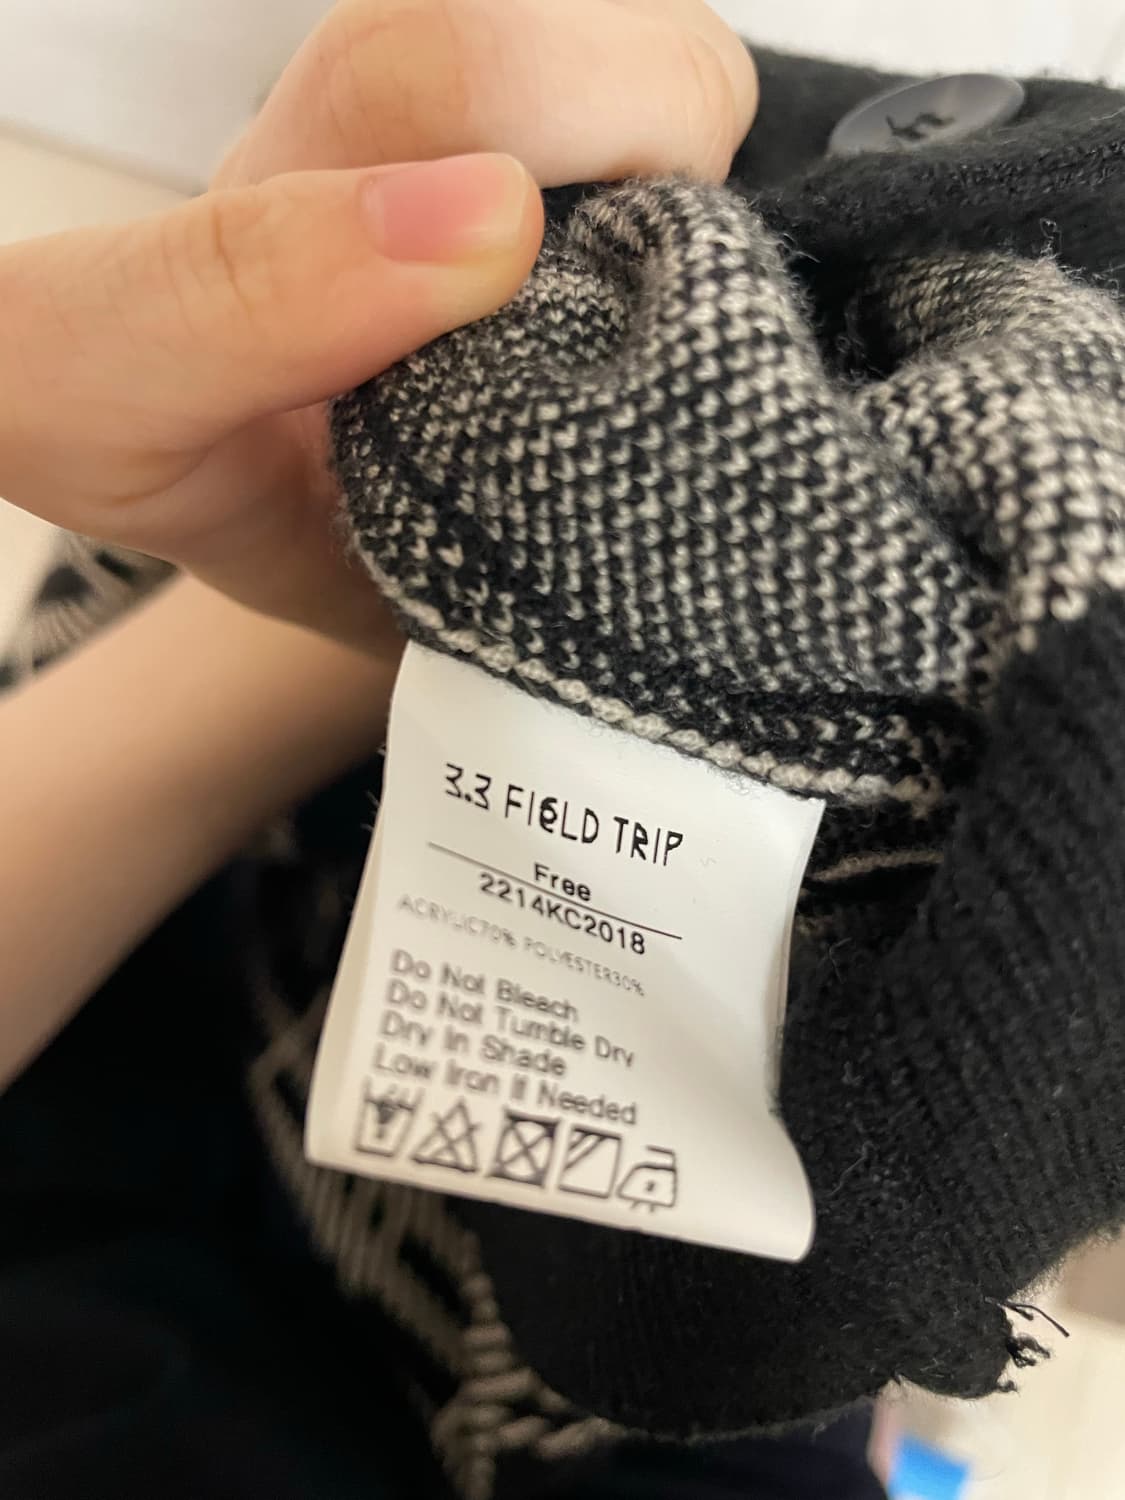 3.3 FIELD TRIP
Free
2214KC2018
ACRYLIC70% POLYESTER30%
Do Not Bleach
Do Not Tumble Dry
Dry In Shade
Low Iron If Needed